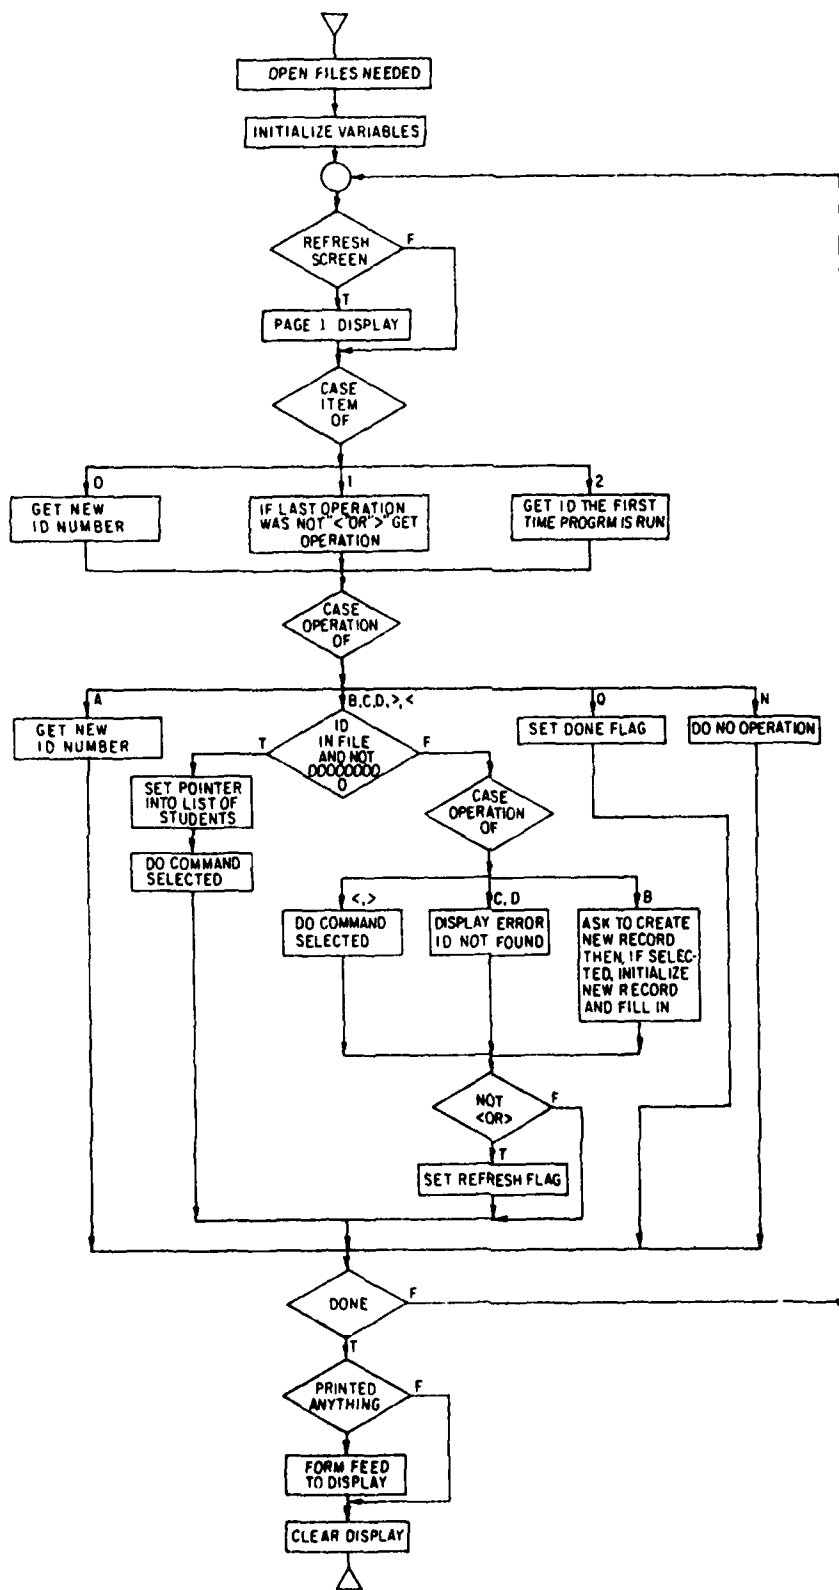 OPEN FILES NEEDED
INITIALIZE VARIABLES
REFRESH
SCREEN
F
T
PAGE 1 DISPLAY
CASE
ITEM
OF
0
1
2
GET NEW
ID NUMBER
IF LAST OPERATION
WAS NOT "<"OR">" GET
OPERATION
GET ID THE FIRST
TIME PROGRM IS RUN
CASE
OPERATION
OF
A
B,C,D,>,<
Q
N
GET NEW
ID NUMBER
ID
IN FILE
AND NOT
00000000
0
T
F
SET DONE FLAG
DO NO OPERATION
SET POINTER
INTO LIST OF
STUDENTS
DO COMMAND
SELECTED
CASE
OPERATION
OF
<,>
C,D
B
DO COMMAND
SELECTED
DISPLAY ERROR
ID NOT FOUND
ASK TO CREATE
NEW RECORD
THEN, IF SELEC-
TED, INITIALIZE
NEW RECORD
AND FILL IN
NOT
<OR>
F
T
SET REFRESH FLAG
DONE
F
T
PRINTED
ANYTHING
F
FORM FEED
TO DISPLAY
CLEAR DISPLAY